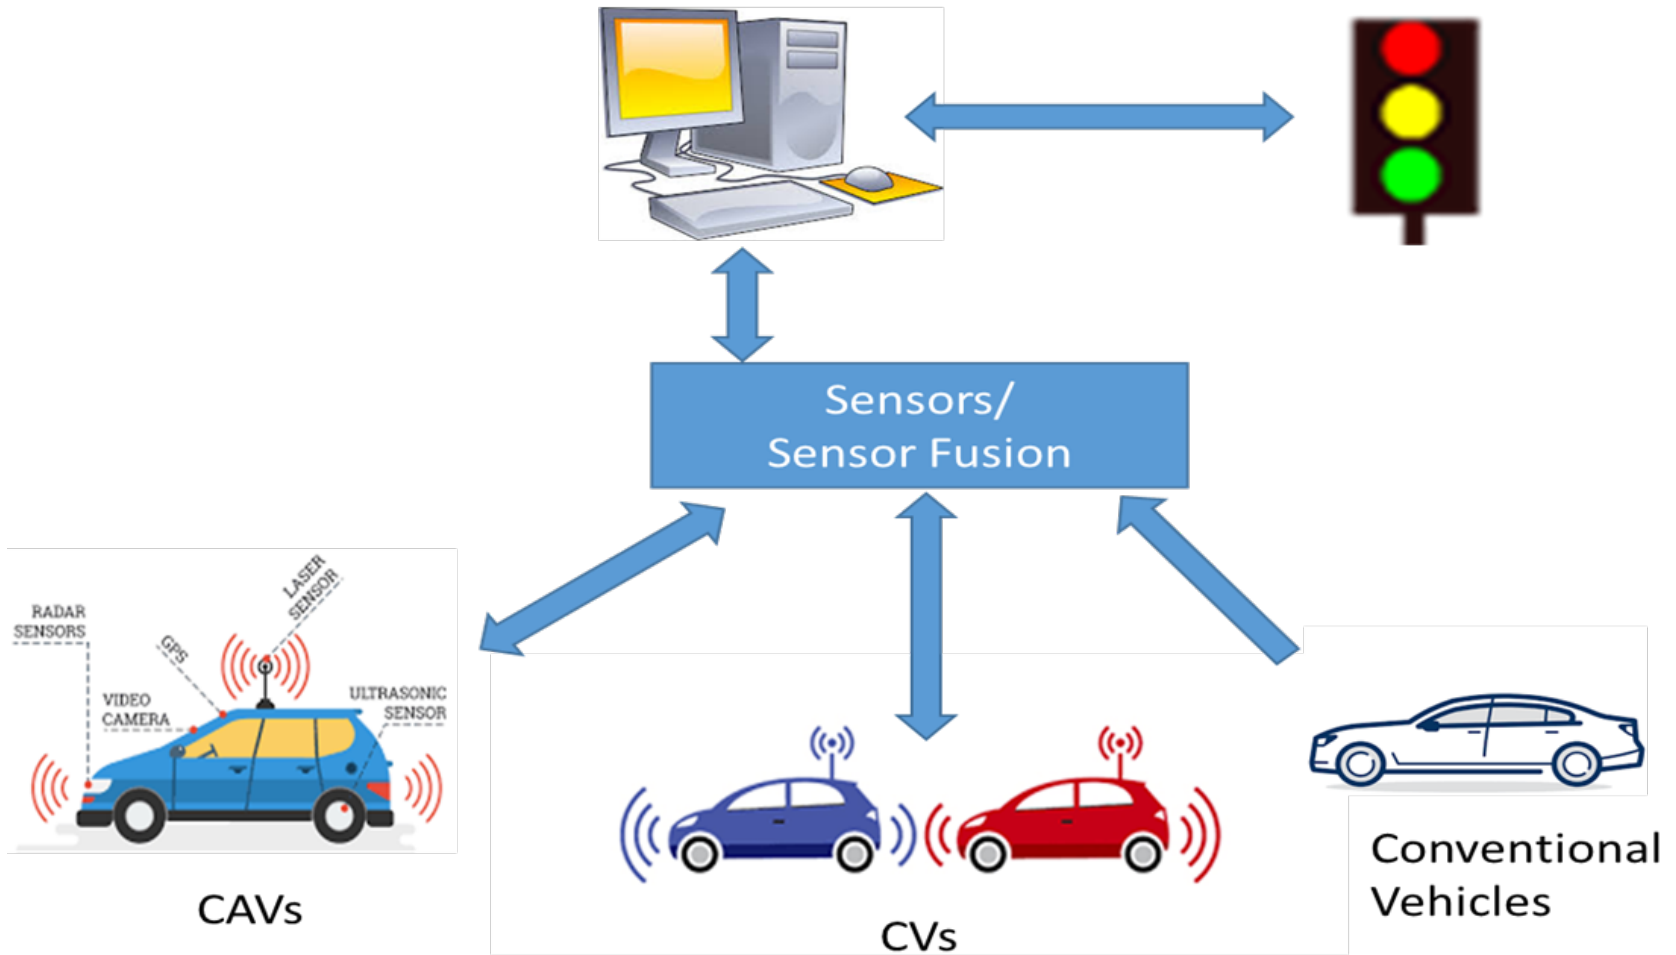 Sensors/
Sensor Fusion
LASER
SENSOR
RADAR
SENSORS
GPS
VIDEO
CAMERA
ULTRASONIC
SENSOR
CAVs
CVs
Conventional
Vehicles